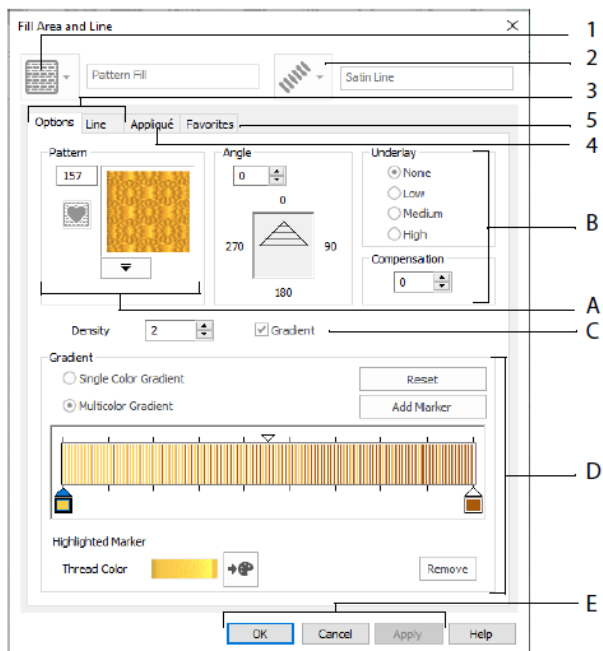 Fill Area and Line
1
Pattern Fill
Satin Line
2
3
Options Line Appliqué Favorites
5
4
Pattern
Angle
Underlay
157
0
None
Low
Medium
High
B
0
270
90
180
Compensation
0
A
Density 2
Gradient
C
Gradient
Single Color Gradient
Reset
Multicolor Gradient
Add Marker
D
Highlighted Marker
Thread Color
Remove
E
OK
Cancel
Apply
Help